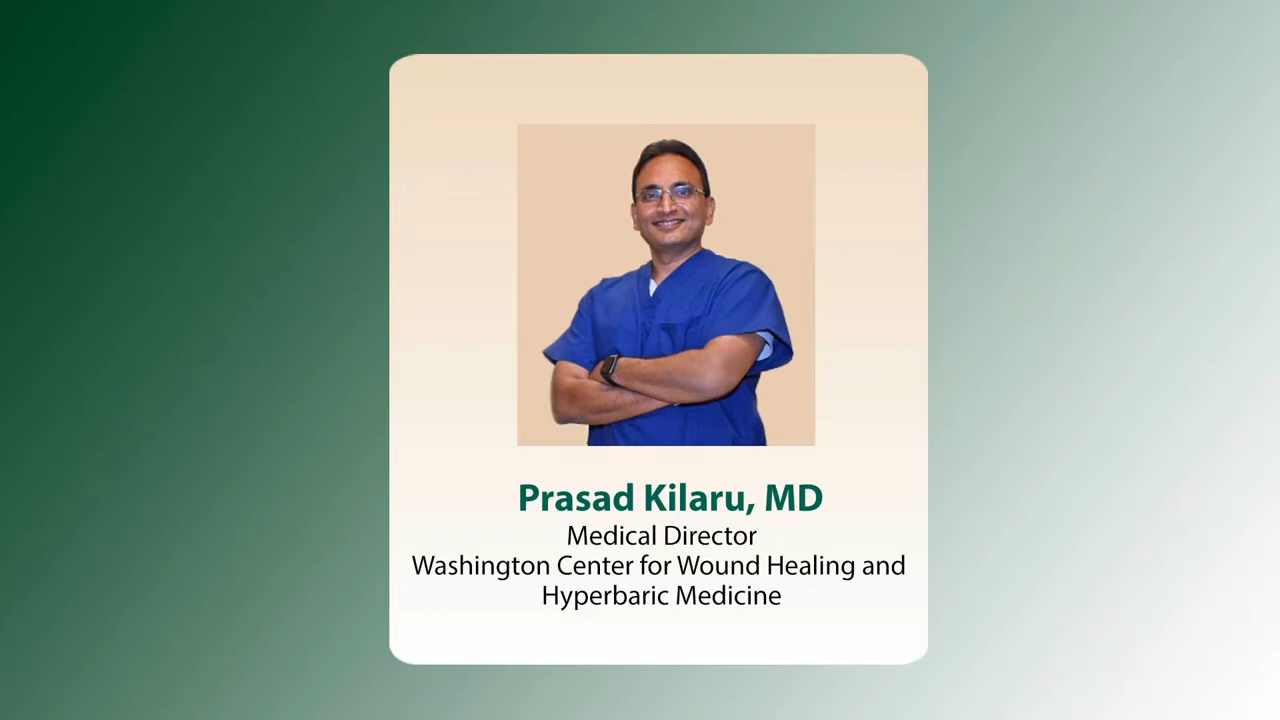 Prasad Kilaru, MD
Medical Director
Washington Center for Wound Healing and
Hyperbaric Medicine